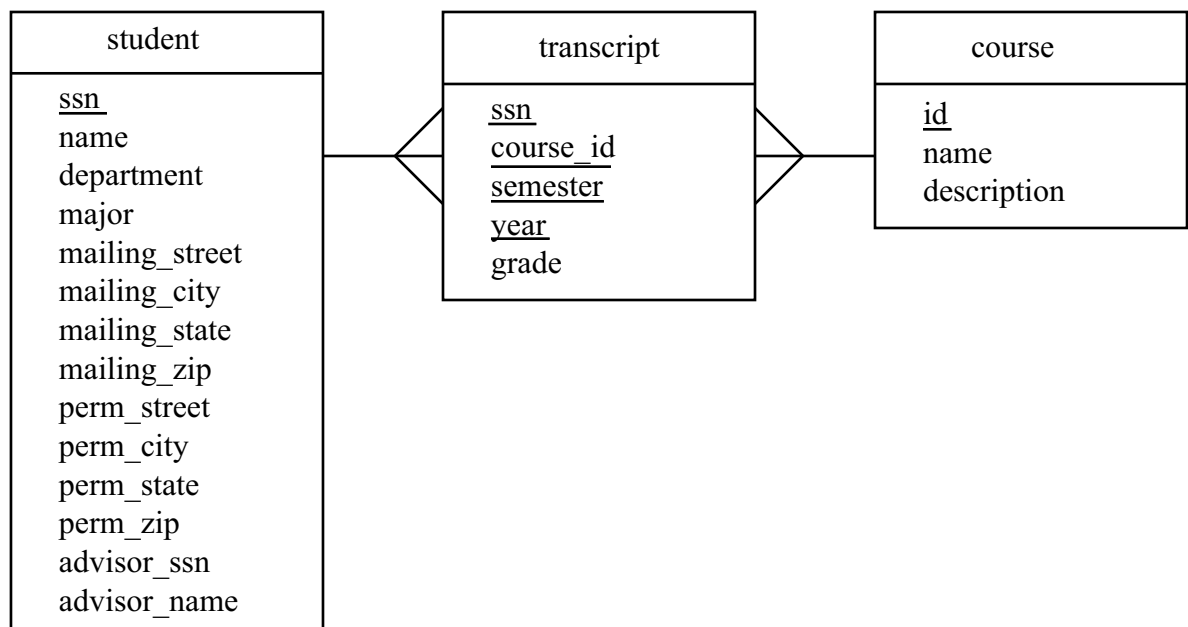 student
ssn
name
department
major
mailing_street
mailing_city
mailing_state
mailing_zip
perm_street
perm_city
perm_state
perm_zip
advisor_ssn
advisor_name
transcript
ssn
course_id
semester
year
grade
course
id
name
description